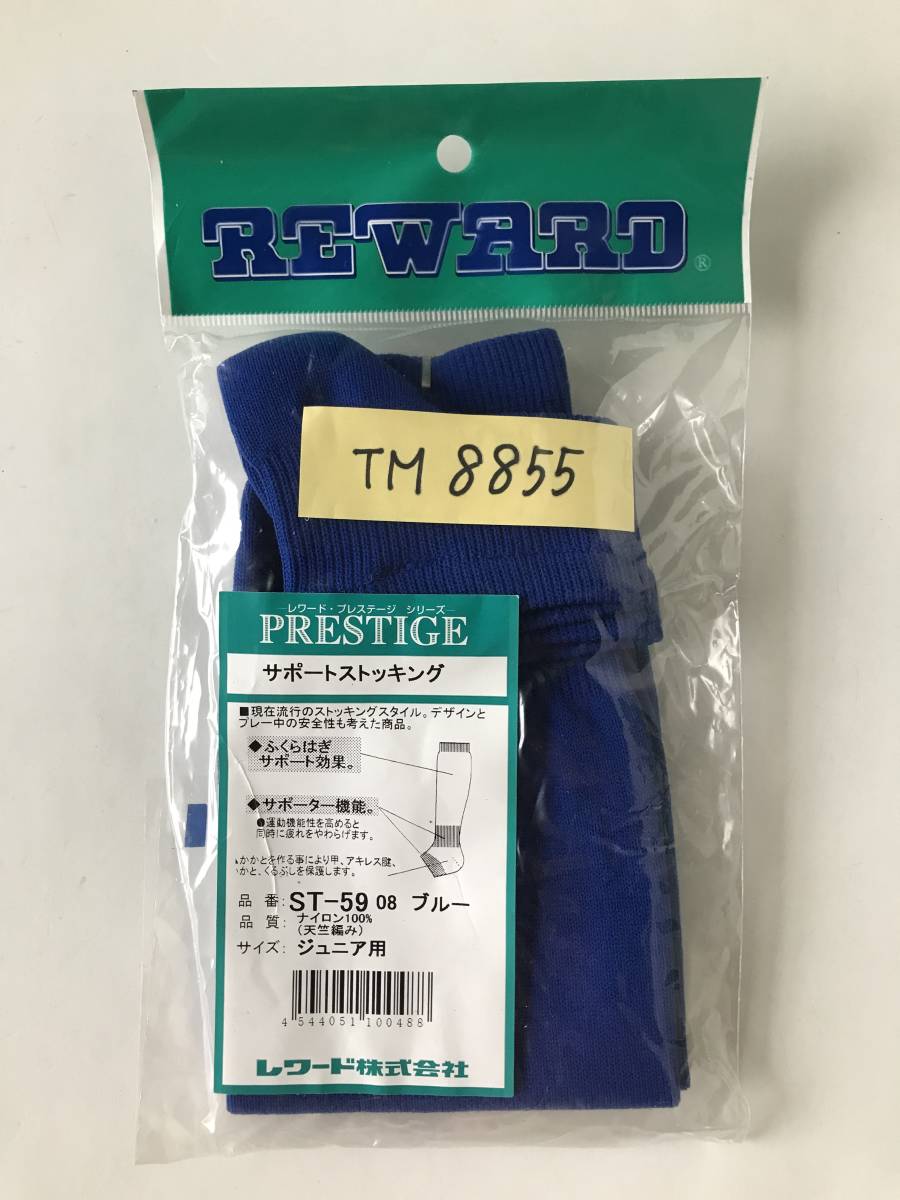 REWARD®
TM 8855
レワード・プレステージ シリーズ
PRESTIGE
サポートストッキング
■現在流行のストッキングスタイル。デザインと
プレー中の安全性も考えた商品。
◆ふくらはぎ
サポート効果。
◆サポーター機能。
●運動機能性を高めると
同時に疲れをやわらげます。
かかとを作る事により甲、アキレス腱、
かかと、くるぶしを保護します。
品 番: ST-59 08 ブルー
品 質: ナイロン100%
(天竺編み)
サイズ: ジュニア用
4 544051 100488
レワード株式会社